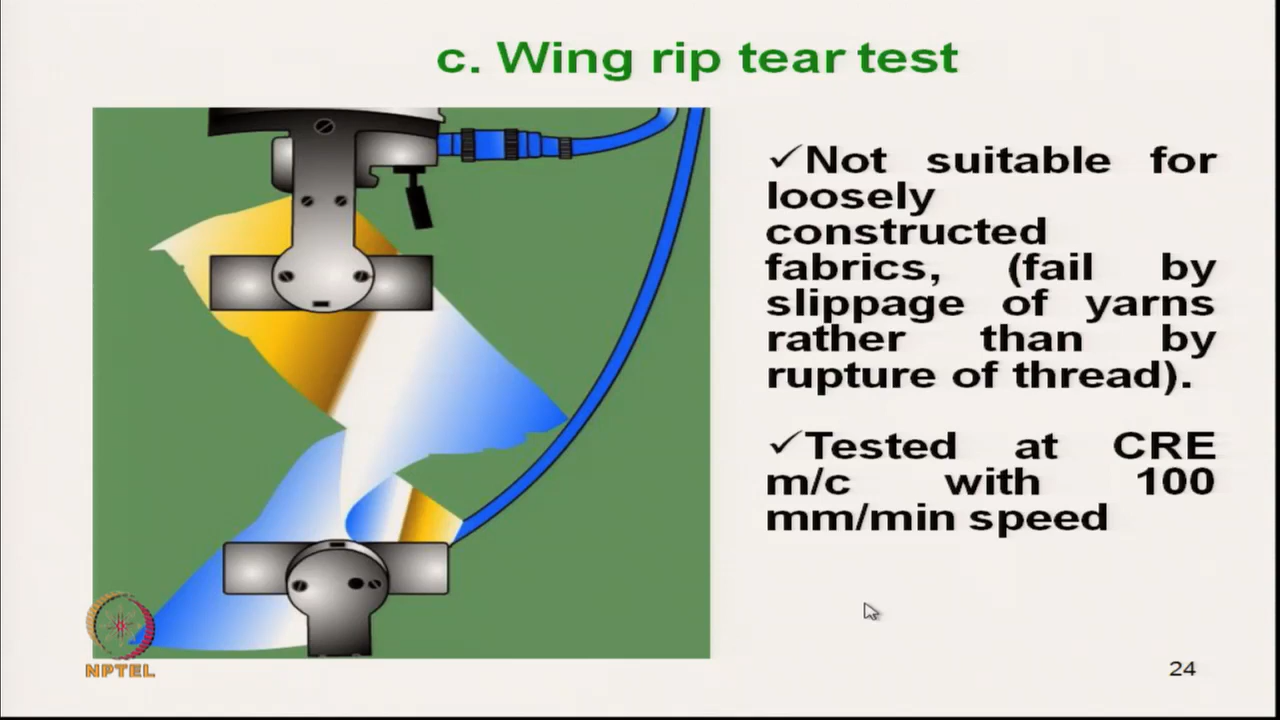 c. Wing rip tear test
✓Not suitable for
loosely
constructed
fabrics, (fail by
slippage of yarns
rather than by
rupture of thread).
✓Tested at CRE
m/c with 100
mm/min speed
NPTEL
24